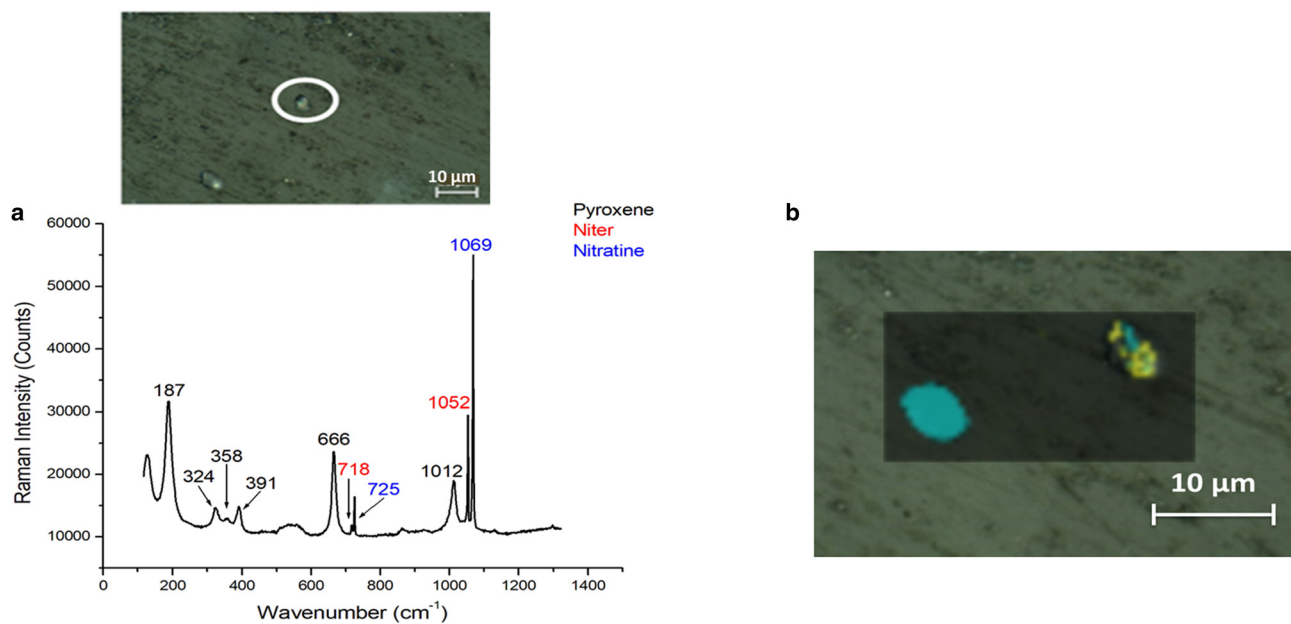 10 µm
a
60000
50000
40000
30000
20000
10000
Raman Intensity (Counts)
Pyroxene
Niter
Nitratine
1069
187
1052
666
324
358
391
718
725
1012
0
200
400
600
800
1000
1200
1400
Wavenumber (cm⁻¹)
b
10 µm